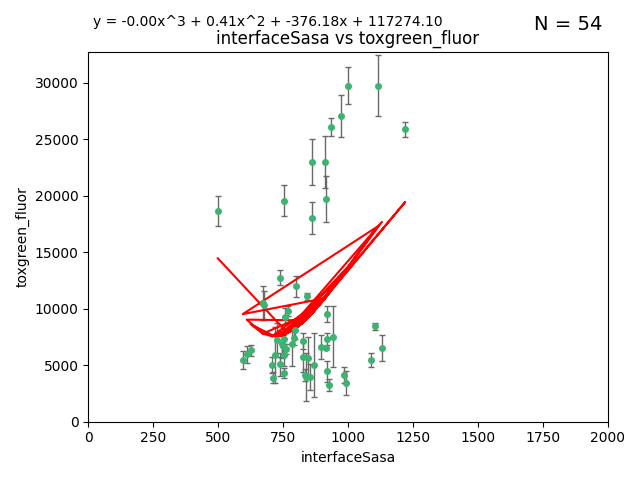 y = -0.00x^3 + 0.41x^2 + -376.18x + 117274.10
N = 54
interfaceSasa vs toxgreen_fluor
30000
25000
20000
15000
10000
5000
0
toxgreen_fluor
0 250 500 750 1000 1250 1500 1750 2000
interfaceSasa